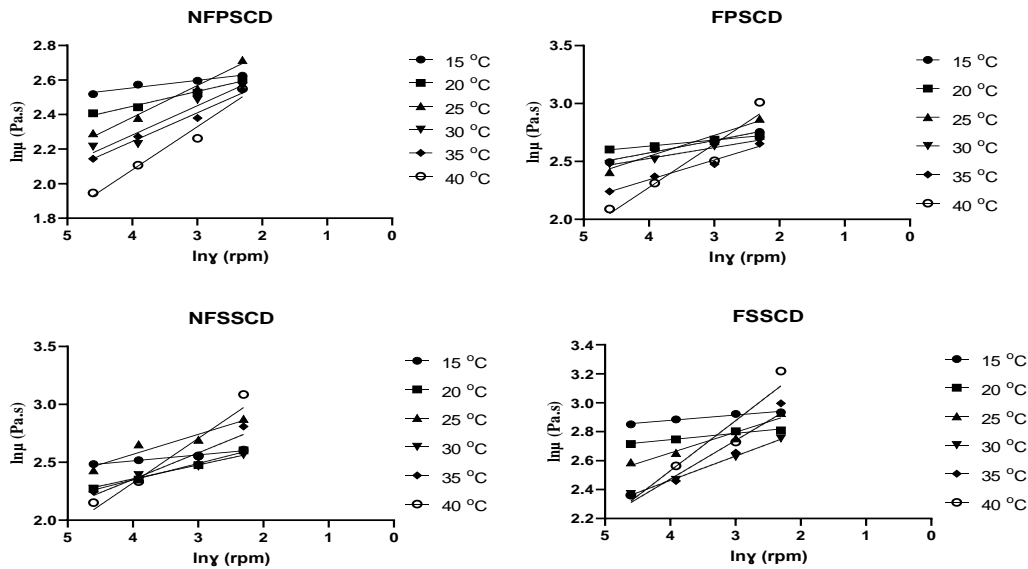 NFPSCD
lnμ (Pa.s)
2.8
2.6
2.4
2.2
2.0
1.8
5 4 3 2 1 0
lnɣ (rpm)
15 °C
20 °C
25 °C
30 °C
35 °C
40 °C
FPSCD
lnμ (Pa.s)
3.5
3.0
2.5
2.0
5 4 3 2 1 0
lnɣ (rpm)
15 °C
20 °C
25 °C
30 °C
35 °C
40 °C
NFSSCD
lnμ (Pa.s)
3.5
3.0
2.5
2.0
5 4 3 2 1 0
lnɣ (rpm)
15 °C
20 °C
25 °C
30 °C
35 °C
40 °C
FSSCD
lnμ (Pa.s)
3.4
3.2
3.0
2.8
2.6
2.4
2.2
5 4 3 2 1 0
lnɣ (rpm)
15 °C
20 °C
25 °C
30 °C
35 °C
40 °C